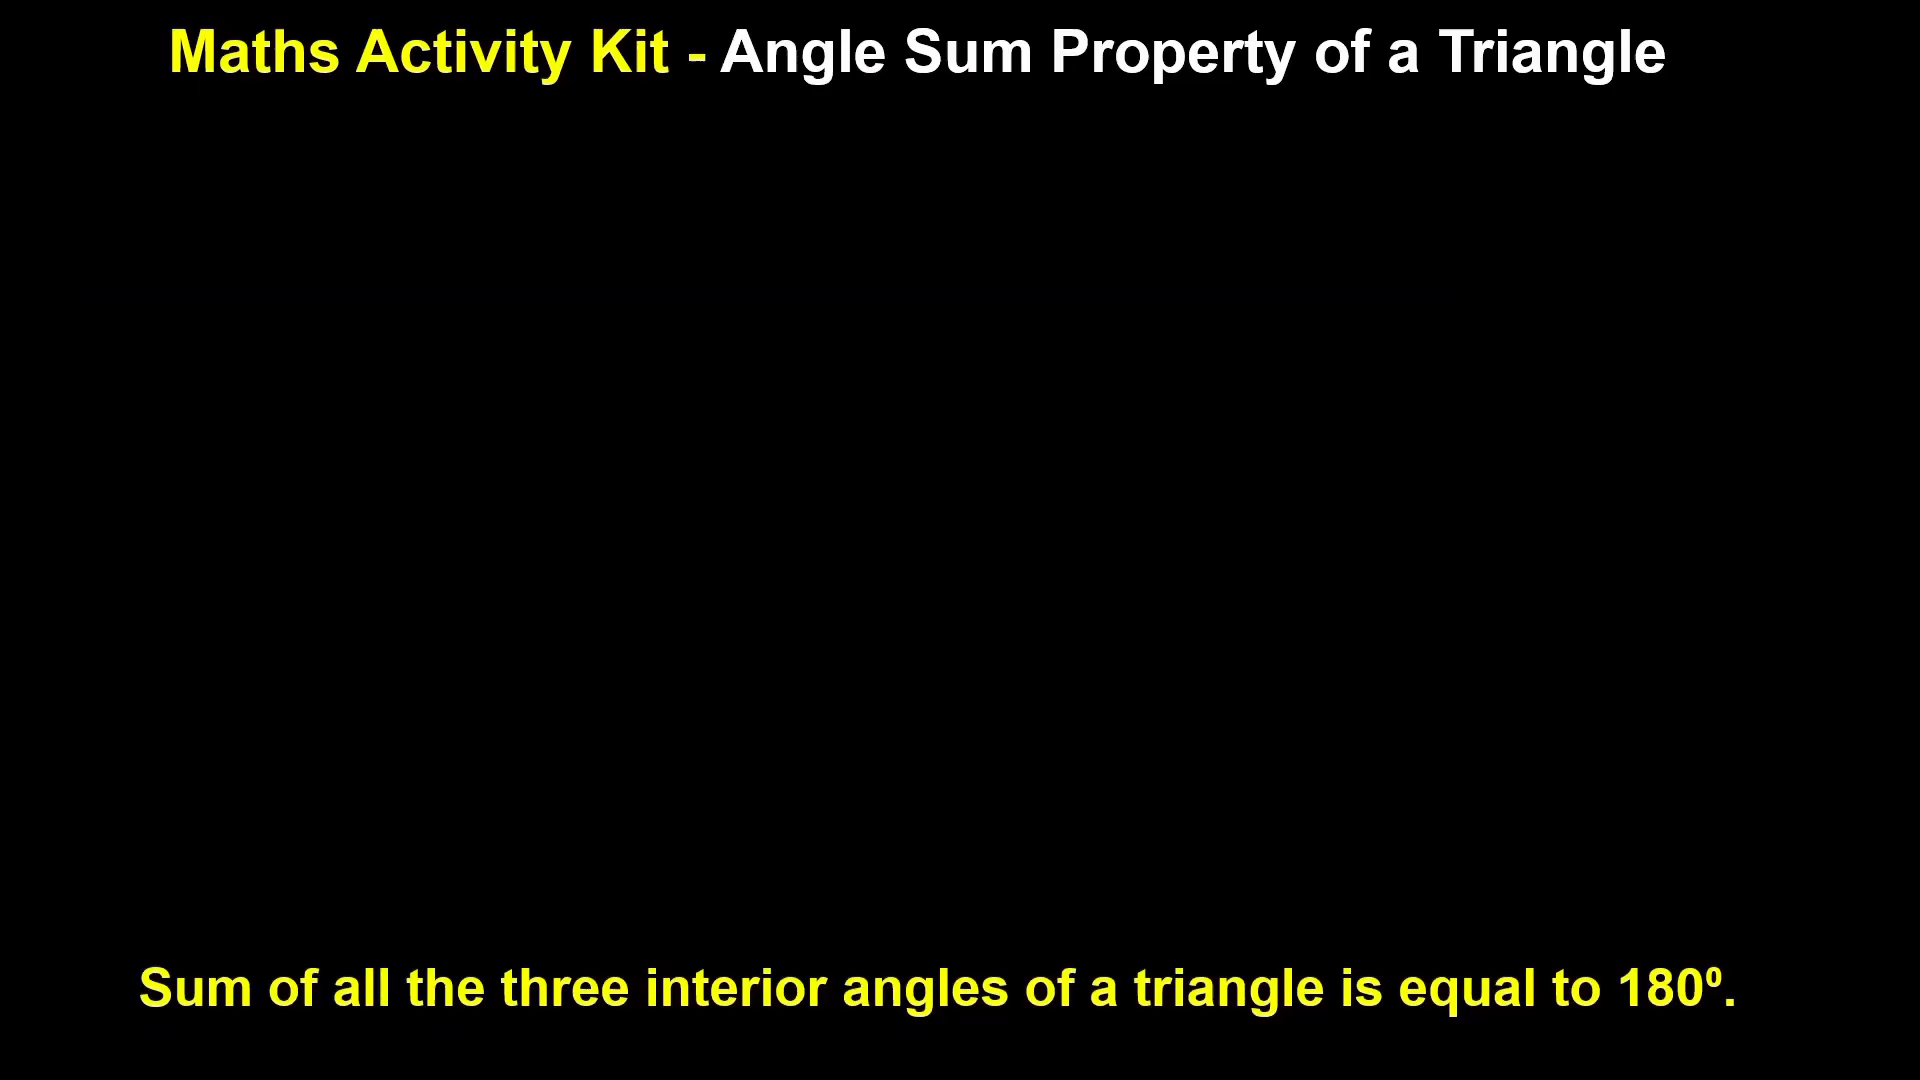 Maths Activity Kit - Angle Sum Property of a Triangle
Sum of all the three interior angles of a triangle is equal to 180⁰.